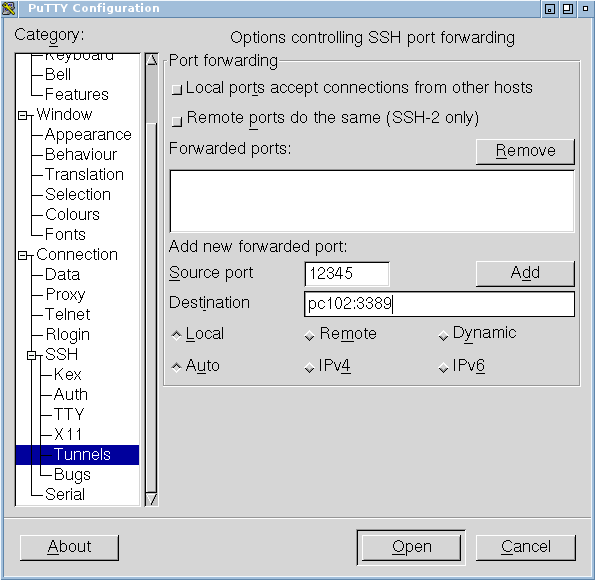 PuTTY Configuration
Category:
Keyboard
Bell
Features
Window
Appearance
Behaviour
Translation
Selection
Colours
Fonts
Connection
Data
Proxy
Telnet
Rlogin
SSH
Kex
Auth
TTY
X11
Tunnels
Bugs
Serial
Options controlling SSH port forwarding
Port forwarding
Local ports accept connections from other hosts
Remote ports do the same (SSH-2 only)
Forwarded ports:
Remove
Add new forwarded port:
Source port 12345 Add
Destination pc102:3389
Local Remote Dynamic
Auto IPv4 IPv6
About Open Cancel